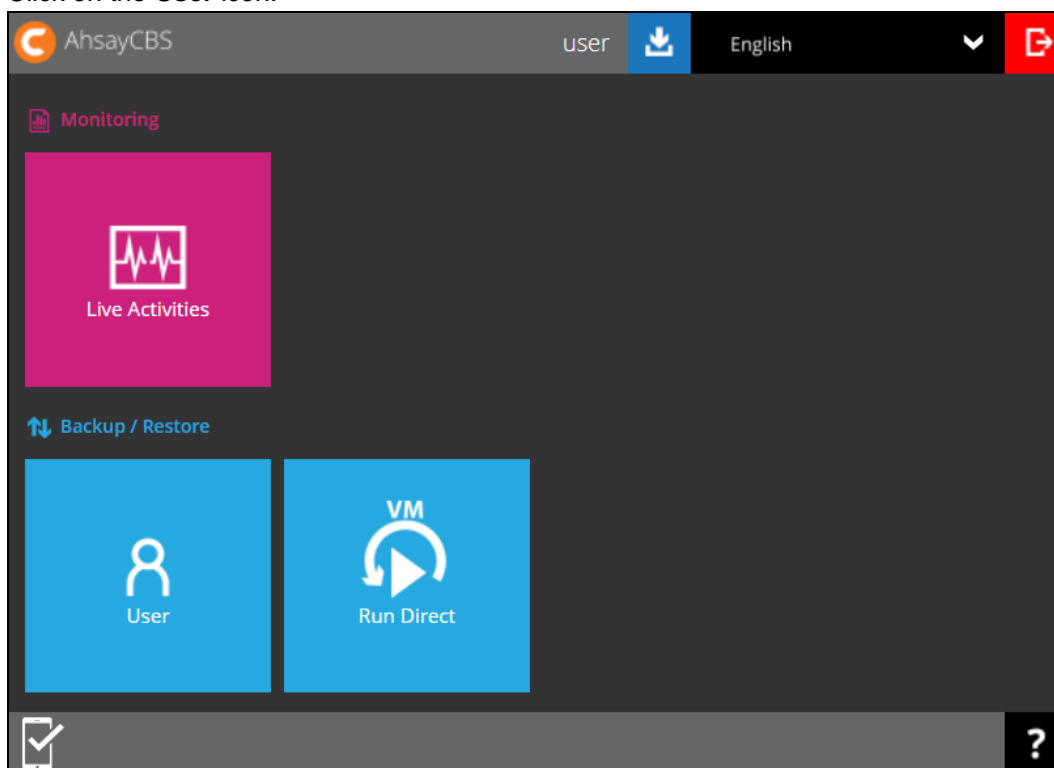 AhsayCBS
user
English
Monitoring
Live Activities
Backup / Restore
User
VM
Run Direct
?